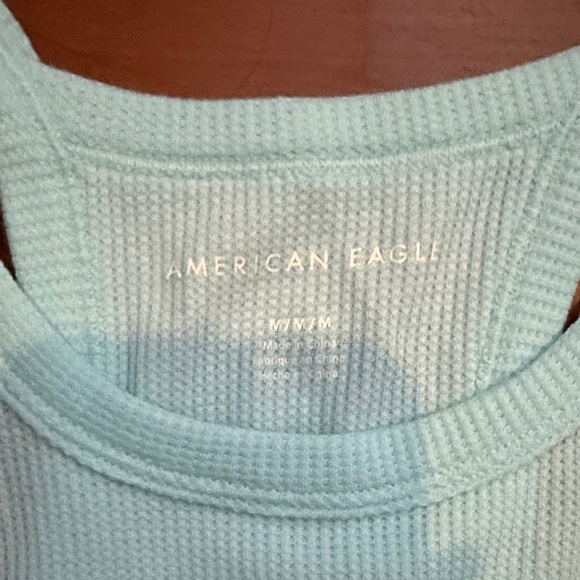 AMERICAN EAGLE
M/M/M
Made in China
Fabriqué en Chine
Hecho en China